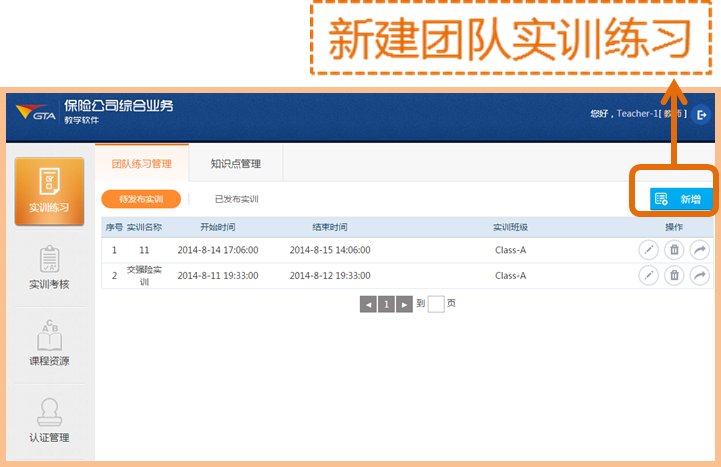 新建团队实训练习
GTA
保险公司综合业务
教学软件
您好，Teacher-1[ 教师 ]
实训练习
实训考核
A+
课程资源
A C B
认证管理
团队练习管理 知识点管理
待发布实训 已发布实训
新增
序号 实训名称 开始时间 结束时间 实训班级 操作
1 11 2014-8-14 17:06:00 2014-8-15 14:06:00 Class-A
2 交强险实训 2014-8-11 19:33:00 2014-8-12 19:33:00 Class-A
1 到 页